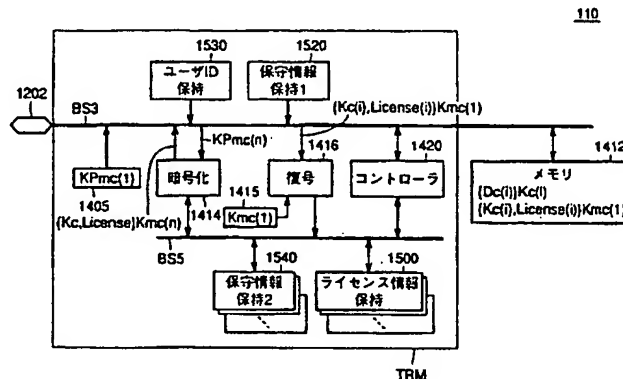 110
1530
1520
ユーザID
保持
保守情報
保持1
{Kc(i),License(i)}Kmc(1)
1202
BS3
KPmc(n)
1416
1420
1412
KPmc(1)
1405
暗号化
1414
1415
Kmc(1)
復号
コントローラ
メモリ
{Dc(i)}Kc(i)
{Kc(i),License(i)}Kmc(1)
{Kc,License}Kmc(n)
BS5
1540
1500
保守情報
保持2
ライセンス情報
保持
TRM